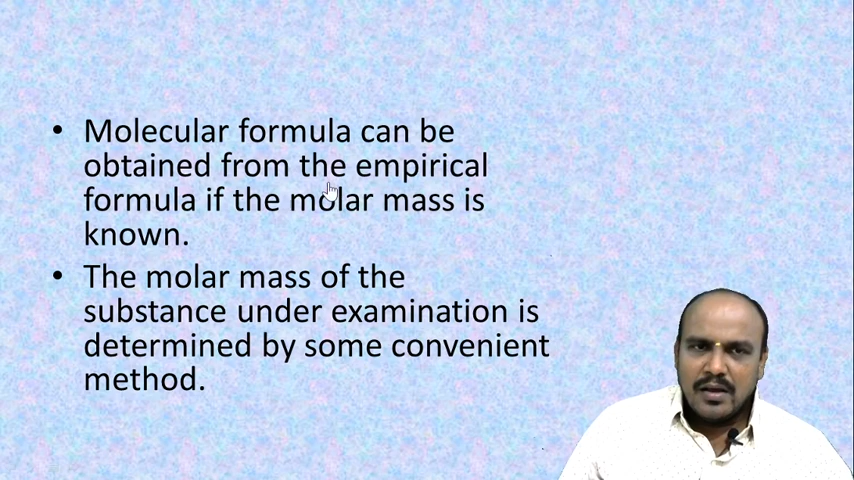 • Molecular formula can be
obtained from the empirical
formula if the molar mass is
known.
• The molar mass of the
substance under examination is
determined by some convenient
method.